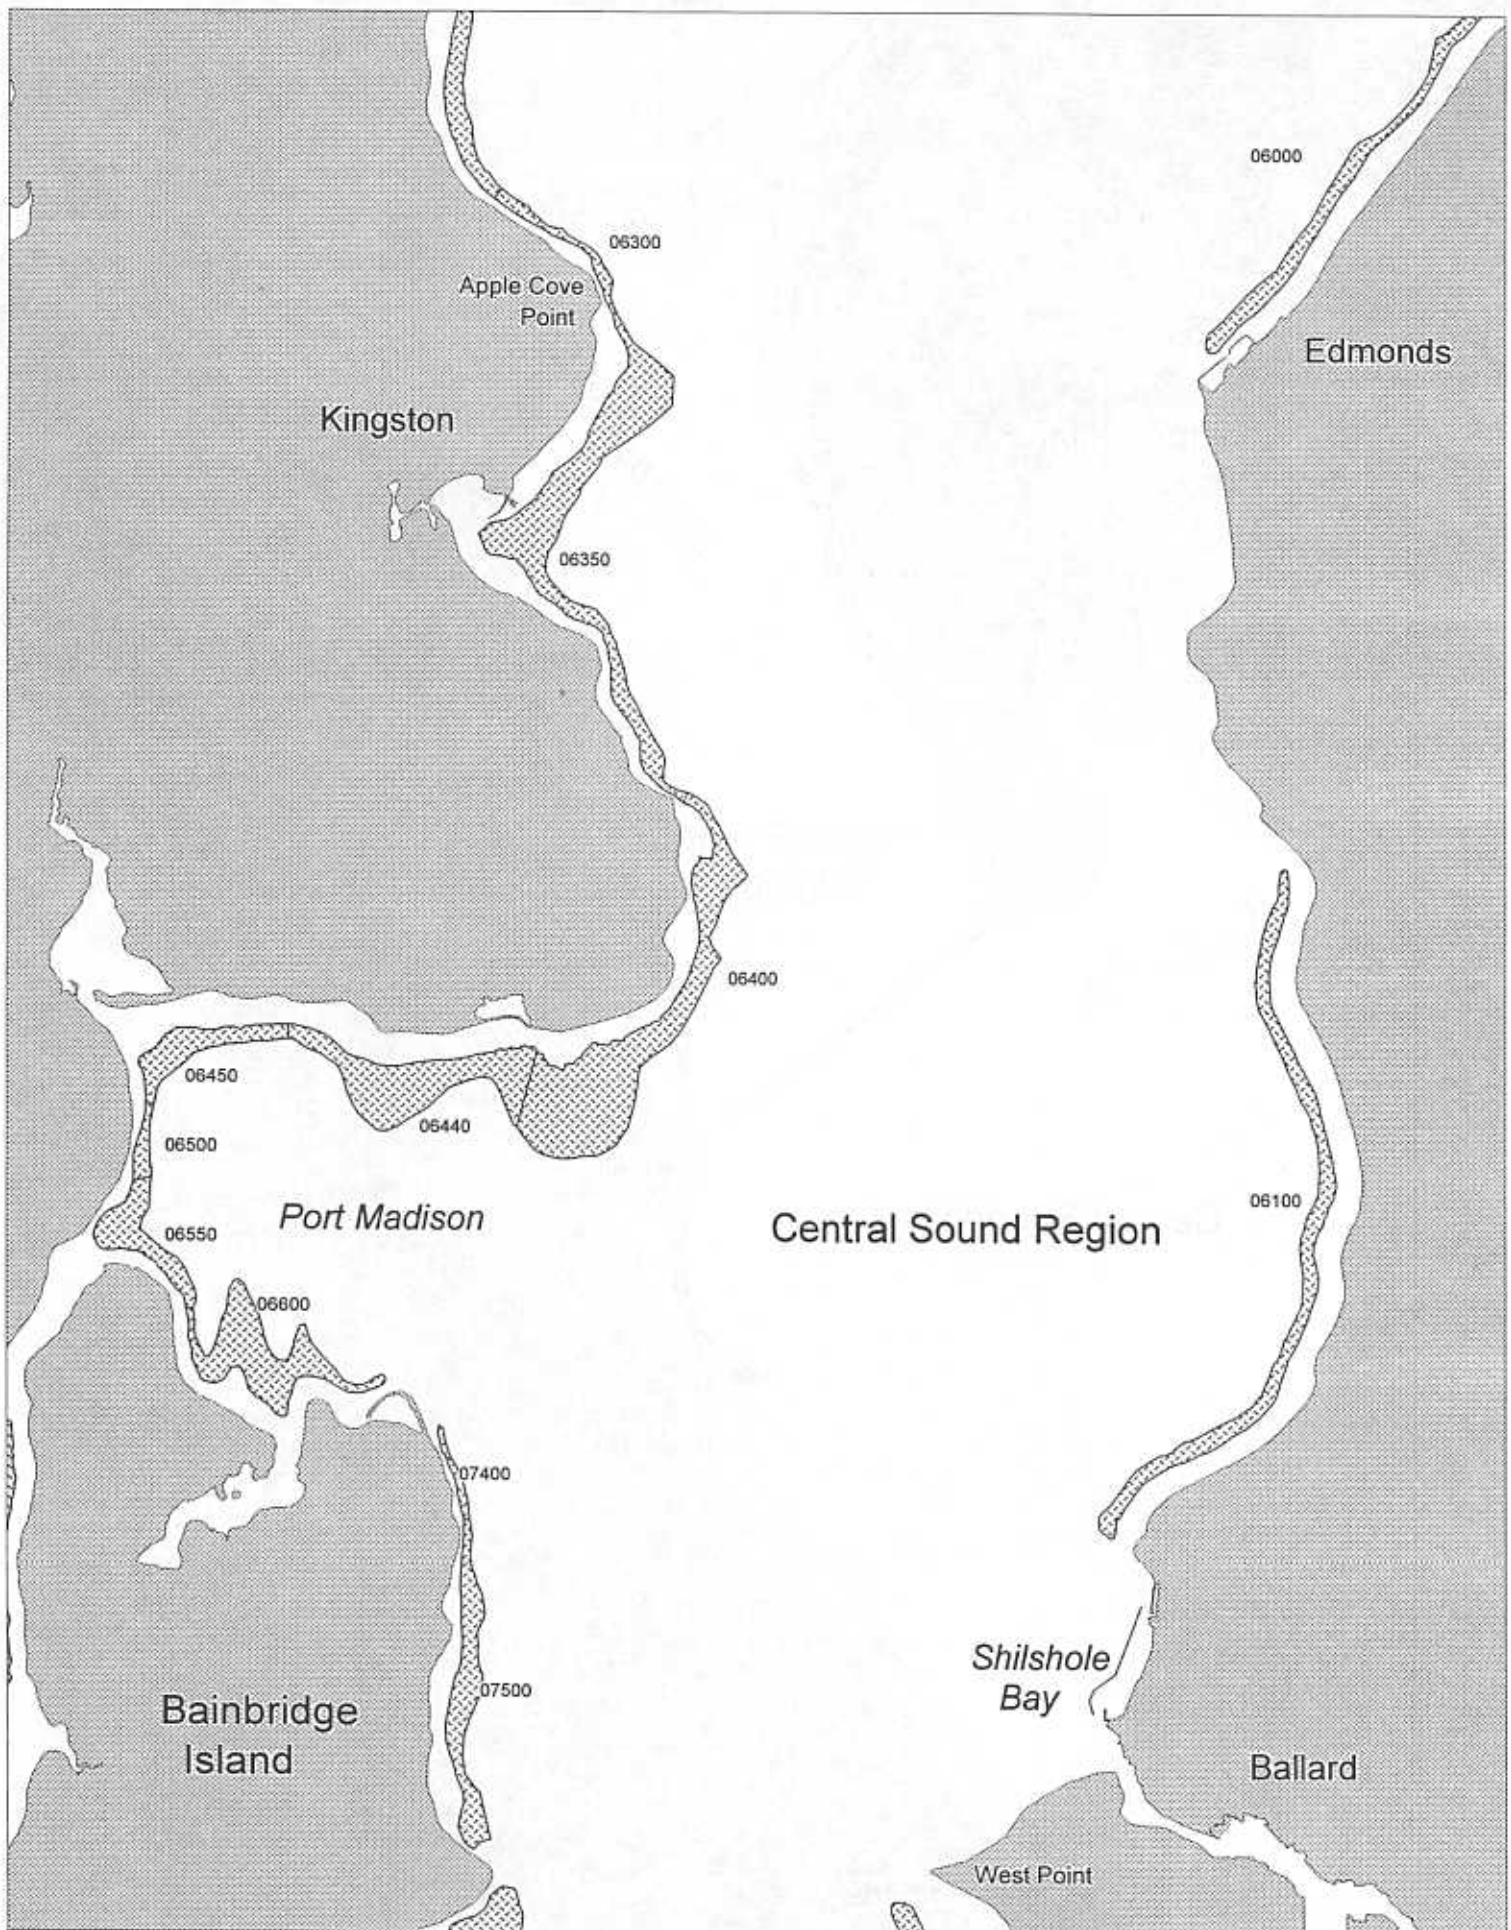 06000
06300
Apple Cove
Point
Edmonds
Kingston
06350
06400
06450
06440
06500
06550
Port Madison
Central Sound Region
06100
06600
07400
Shilshole
Bay
07500
Bainbridge
Island
Ballard
West Point